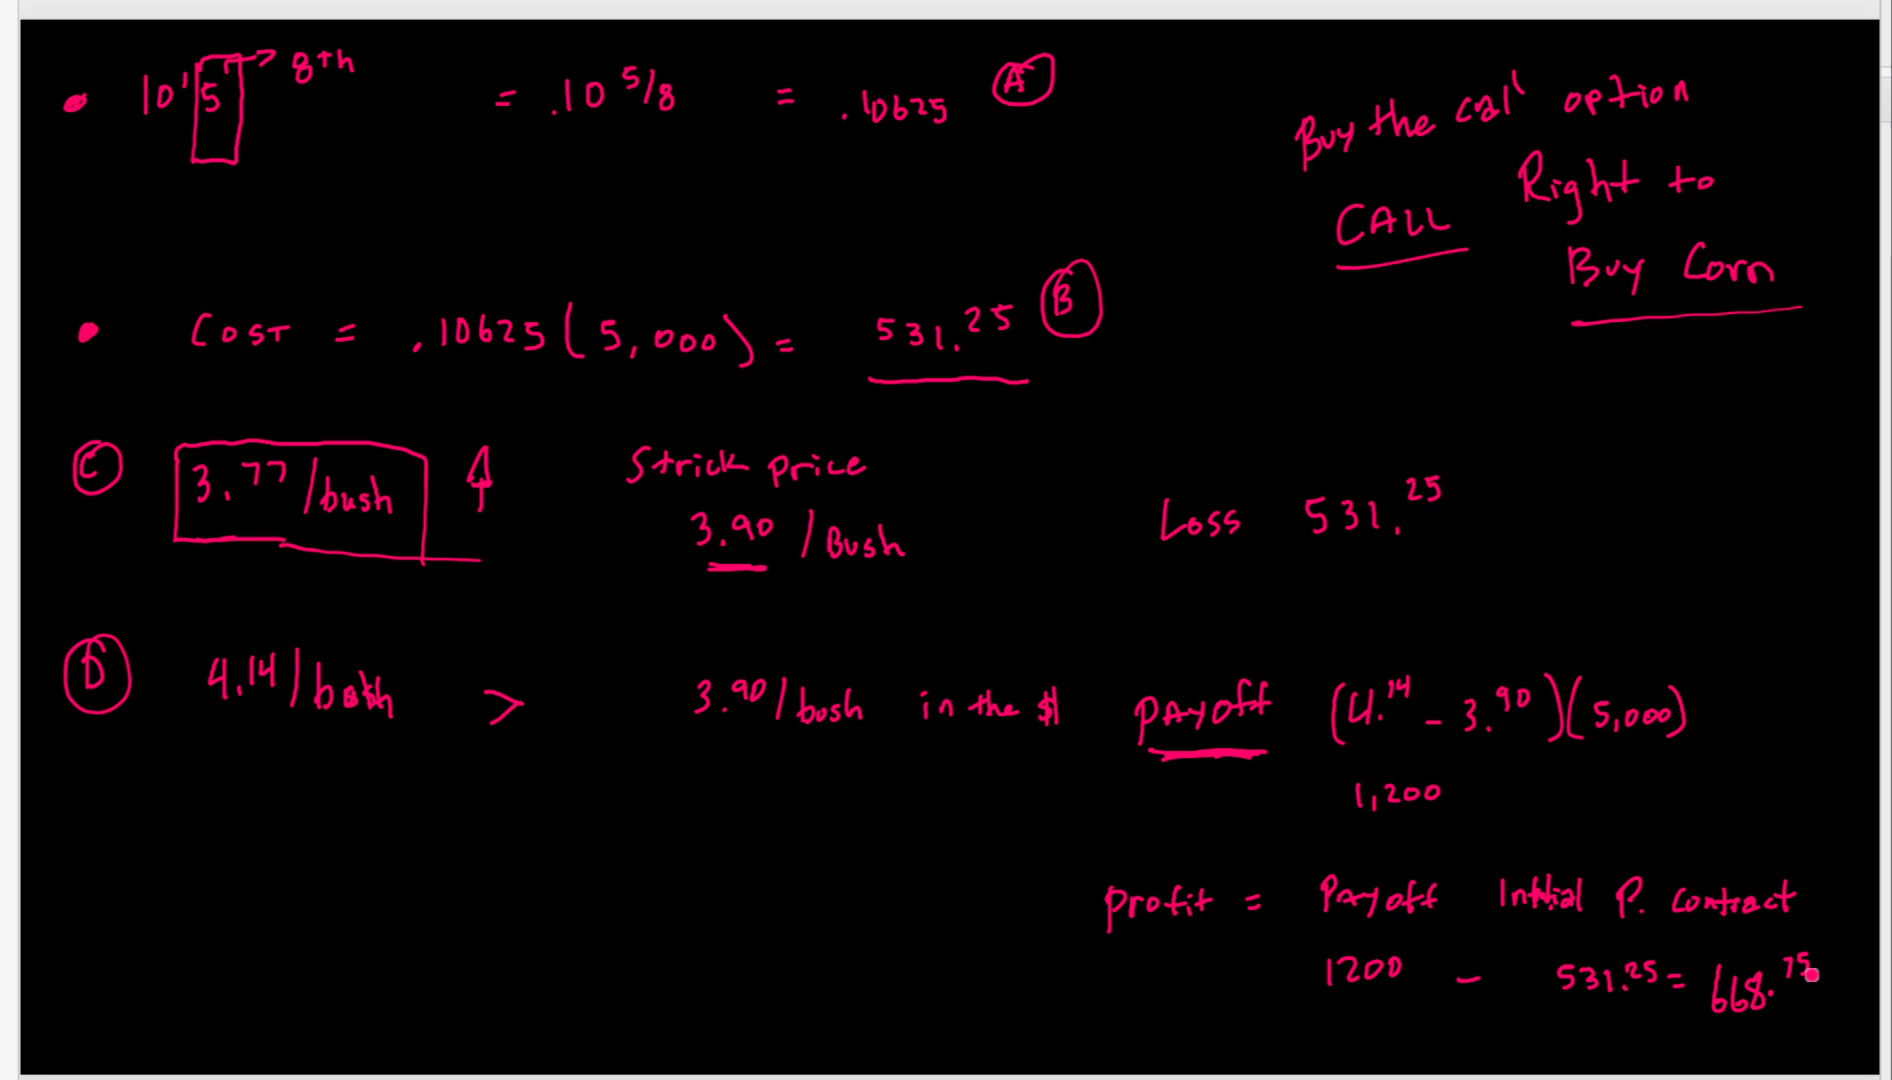 10'5 → 8th = .10 5/8 = .10625 A
Buy the call option
CALL Right to
Buy Corn
Cost = .10625 (5,000) = 531.25 B
C 3.77/bush Strick price Loss 531.25
3.90 / Bush
D 4.14/bush > 3.90/bush in the $ PAYOFF (4.14 - 3.90)(5,000)
1,200
Profit = Payoff Initial P. Contract
1200 - 531.25 = 668.75